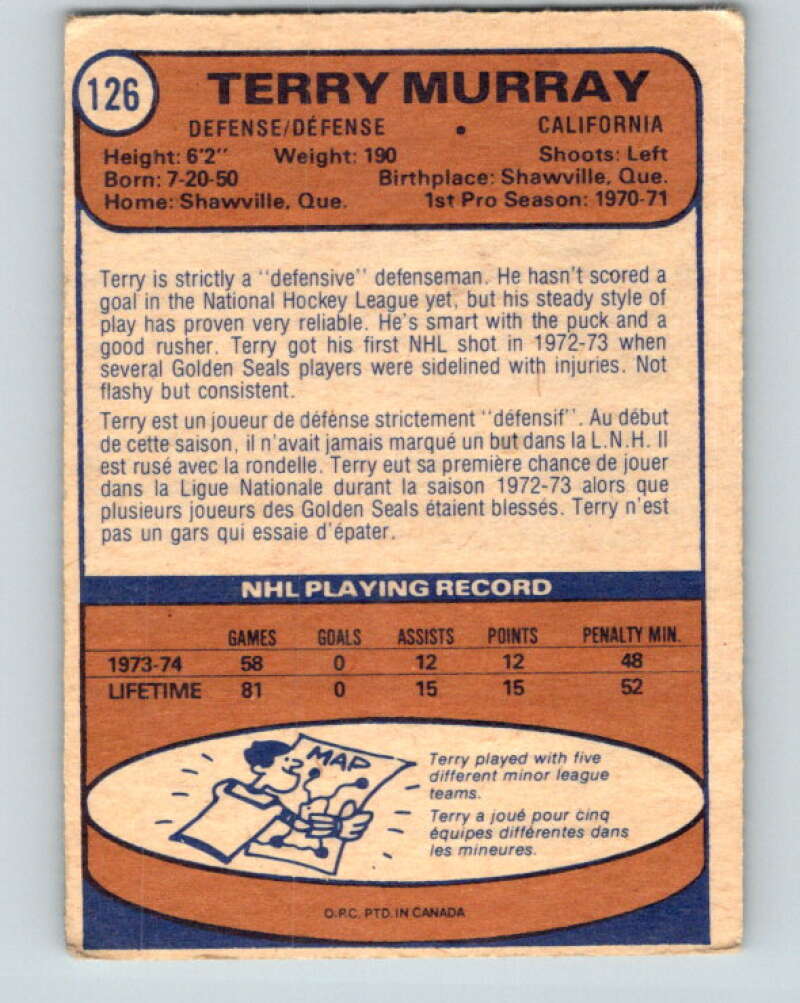 126
TERRY MURRAY
DEFENSE/DÉFENSE • CALIFORNIA
Height: 6'2" Weight: 190 Shoots: Left
Born: 7-20-50 Birthplace: Shawville, Que.
Home: Shawville, Que. 1st Pro Season: 1970-71
Terry is strictly a "defensive" defenseman. He hasn't scored a
goal in the National Hockey League yet, but his steady style of
play has proven very reliable. He's smart with the puck and a
good rusher. Terry got his first NHL shot in 1972-73 when
several Golden Seals players were sidelined with injuries. Not
flashy but consistent.
Terry est un joueur de défense strictement "défensif". Au début
de cette saison, il n'avait jamais marqué un but dans la L.N.H. Il
est rusé avec la rondelle. Terry eut sa première chance de jouer
dans la Ligue Nationale durant la saison 1972-73 alors que
plusieurs joueurs des Golden Seals étaient blessés. Terry n'est
pas un gars qui essaie d'épater.
NHL PLAYING RECORD
GAMES GOALS ASSISTS POINTS PENALTY MIN.
1973-74 58 0 12 12 48
LIFETIME 81 0 15 15 52
MAP
Terry played with five
different minor league
teams.
Terry a joué pour cinq
équipes différentes dans
les mineures.
O.P.C. PTD. IN CANADA